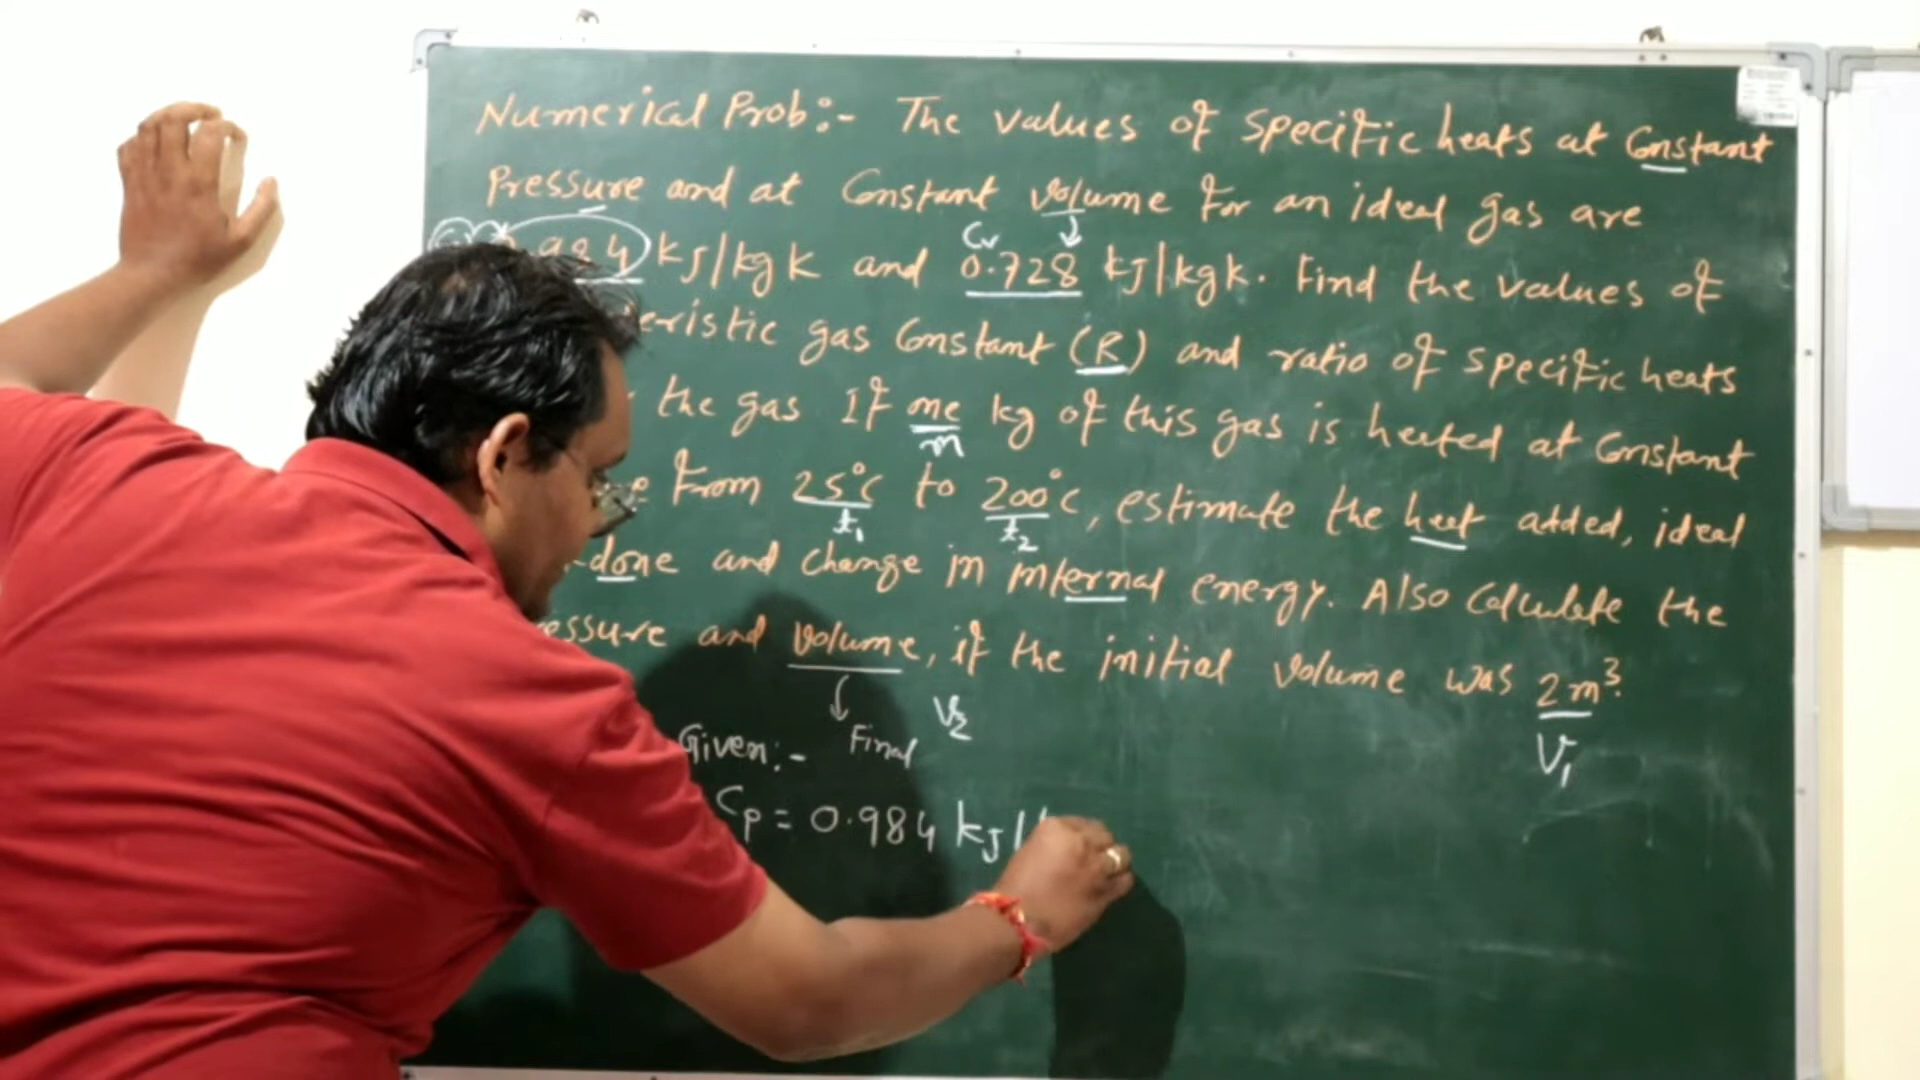 Numerical Prob:- The values of specific heats at Constant
Pressure and at Constant volume for an ideal gas are
Cv
984 kJ/kgk and 0.728 kJ/kgk. Find the values of
eristic gas Constant (R) and ratio of specific heats
the gas If one kg of this gas is heated at Constant
m
e from 25°C to 200°C, estimate the heat added, ideal
t1 t2
done and change in internal energy. Also Calculate the
essure and volume, if the initial volume was 2m3.
V2
V1
Given:- Final
Cp = 0.984 kJ/